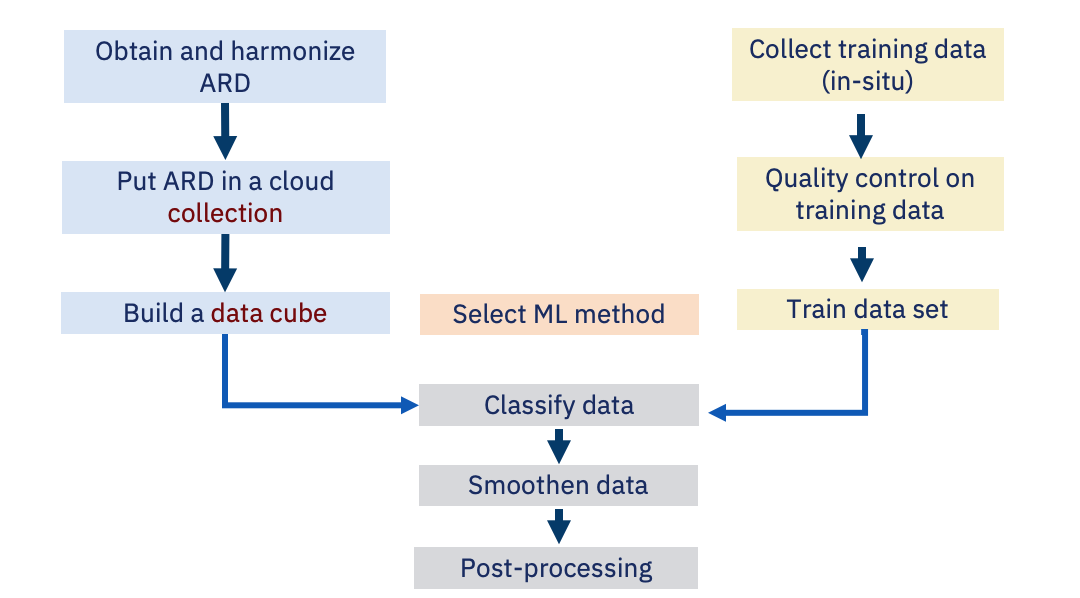 Obtain and harmonize
ARD
Put ARD in a cloud
collection
Build a data cube
Collect training data
(in-situ)
Quality control on
training data
Train data set
Select ML method
Classify data
Smoothen data
Post-processing